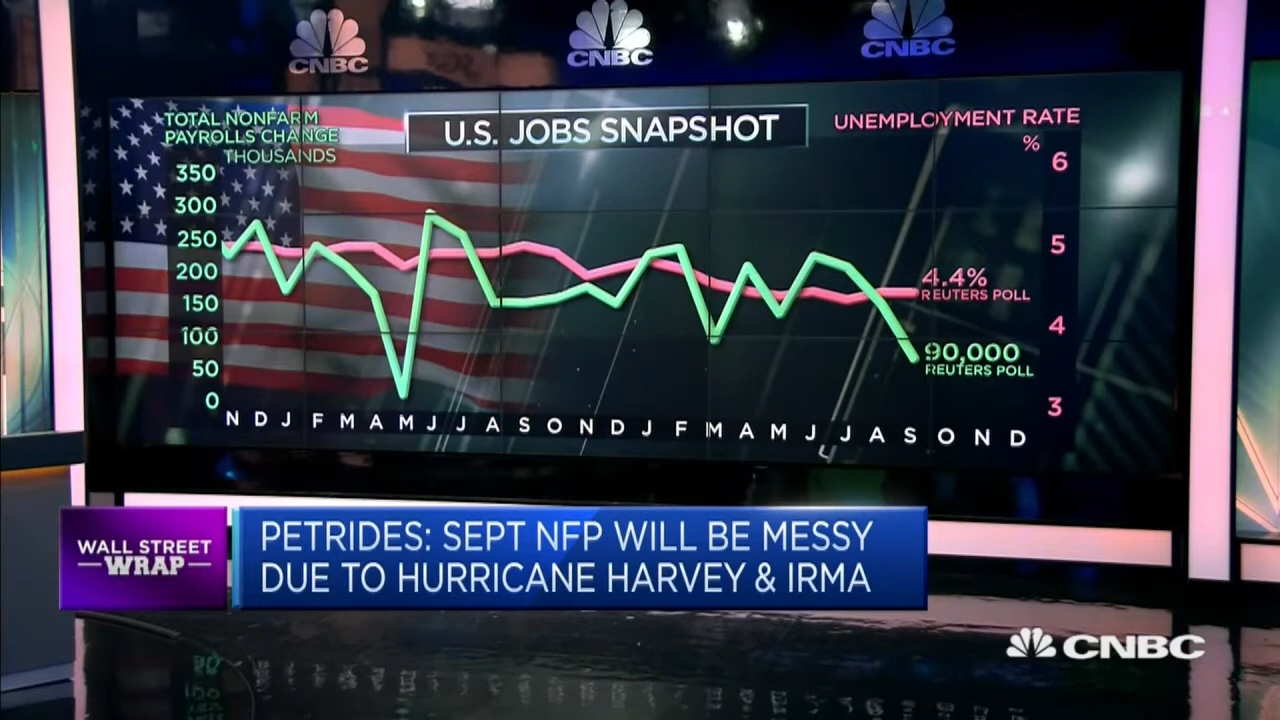 CNBC
CNBC
CNBC
U.S. JOBS SNAPSHOT
TOTAL NONFARM
PAYROLLS CHANGE
THOUSANDS
350
300
250
200
150
100
50
0
UNEMPLOYMENT RATE
%
6
5
4
3
4.4%
REUTERS POLL
90,000
REUTERS POLL
N D J F M A M J J A S O N D J F M A M J J A S O N D
WALL STREET
WRAP
PETRIDES: SEPT NFP WILL BE MESSY
DUE TO HURRICANE HARVEY & IRMA
CNBC